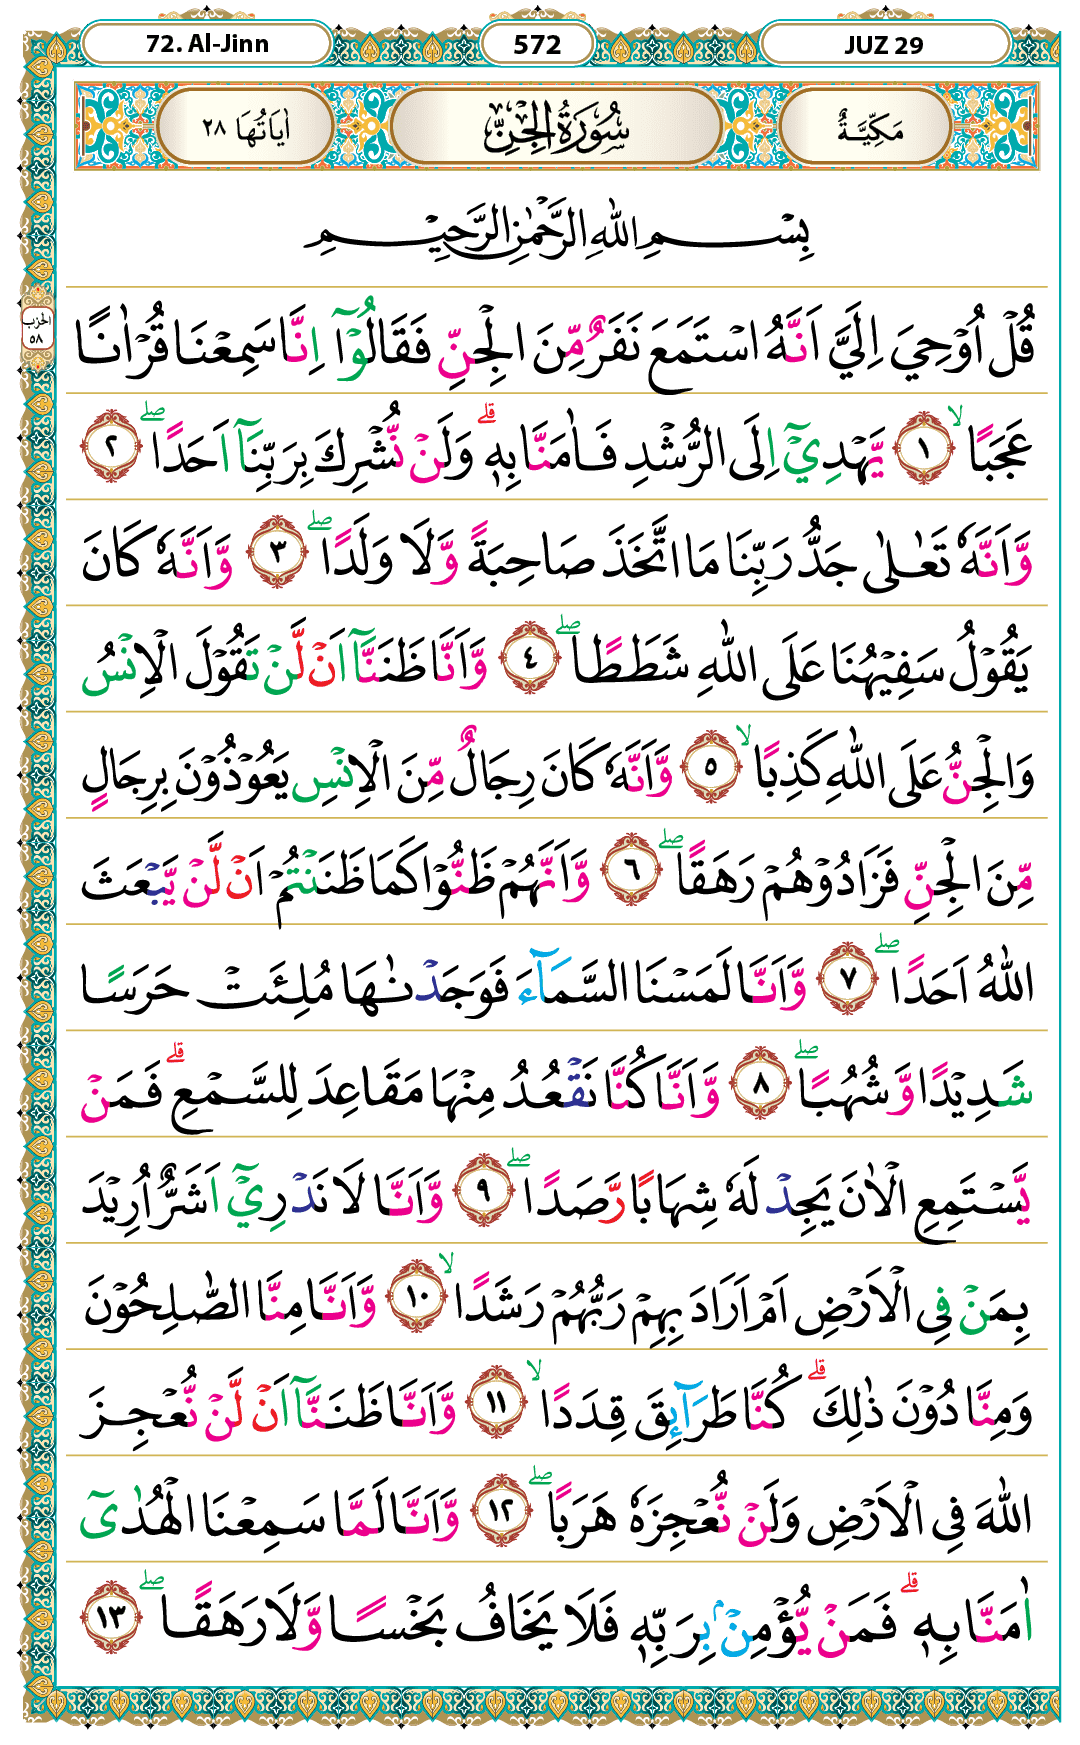 72. Al-Jinn
572
JUZ 29
مَكِّيَّةٌ
سُورَةُ الْجِنِّ
اٰيَاتُهَا ٢٨
بِسْمِ اللّٰهِ الرَّحْمٰنِ الرَّحِيْمِ
الحزب ٥٨
قُلْ اُوْحِيَ اِلَيَّ اَنَّهُ اسْتَمَعَ نَفَرٌ مِّنَ الْجِنِّ فَقَالُوْٓا اِنَّا سَمِعْنَا قُرْاٰنًا
عَجَبًاۙ ١ يَّهْدِيْٓ اِلَى الرُّشْدِ فَاٰمَنَّا بِهٖۗ وَلَنْ نُّشْرِكَ بِرَبِّنَآ اَحَدًاۖ ٢
وَّاَنَّهٗ تَعٰلٰى جَدُّ رَبِّنَا مَا اتَّخَذَ صَاحِبَةً وَّلَا وَلَدًاۖ ٣ وَّاَنَّهٗ كَانَ
يَقُوْلُ سَفِيْهُنَا عَلَى اللّٰهِ شَطَطًاۖ ٤ وَّاَنَّا ظَنَنَّآ اَنْ لَّنْ تَقُوْلَ الْاِنْسُ
وَالْجِنُّ عَلَى اللّٰهِ كَذِبًاۙ ٥ وَّاَنَّهٗ كَانَ رِجَالٌ مِّنَ الْاِنْسِ يَعُوْذُوْنَ بِرِجَالٍ
مِّنَ الْجِنِّ فَزَادُوْهُمْ رَهَقًاۖ ٦ وَّاَنَّهُمْ ظَنُّوْا كَمَا ظَنَنْتُمْ اَنْ لَّنْ يَّبْعَثَ
اللّٰهُ اَحَدًاۖ ٧ وَّاَنَّا لَمَسْنَا السَّمَآءَ فَوَجَدْنٰهَا مُلِئَتْ حَرَسًا
شَدِيْدًا وَّشُهُبًاۖ ٨ وَّاَنَّا كُنَّا نَقْعُدُ مِنْهَا مَقَاعِدَ لِلسَّمْعِۗ فَمَنْ
يَّسْتَمِعِ الْاٰنَ يَجِدْ لَهٗ شِهَابًا رَّصَدًاۖ ٩ وَّاَنَّا لَا نَدْرِيْٓ اَشَرٌّ اُرِيْدَ
بِمَنْ فِى الْاَرْضِ اَمْ اَرَادَ بِهِمْ رَبُّهُمْ رَشَدًاۙ ١٠ وَّاَنَّا مِنَّا الصّٰلِحُوْنَ
وَمِنَّا دُوْنَ ذٰلِكَۗ كُنَّا طَرَآئِقَ قِدَدًاۙ ١١ وَّاَنَّا ظَنَنَّآ اَنْ لَّنْ نُّعْجِزَ
اللّٰهَ فِى الْاَرْضِ وَلَنْ نُّعْجِزَهٗ هَرَبًاۖ ١٢ وَّاَنَّا لَمَّا سَمِعْنَا الْهُدٰىٓ
اٰمَنَّا بِهٖۗ فَمَنْ يُّؤْمِنْۢ بِرَبِّهٖ فَلَا يَخَافُ بَخْسًا وَّلَا رَهَقًاۖ ١٣